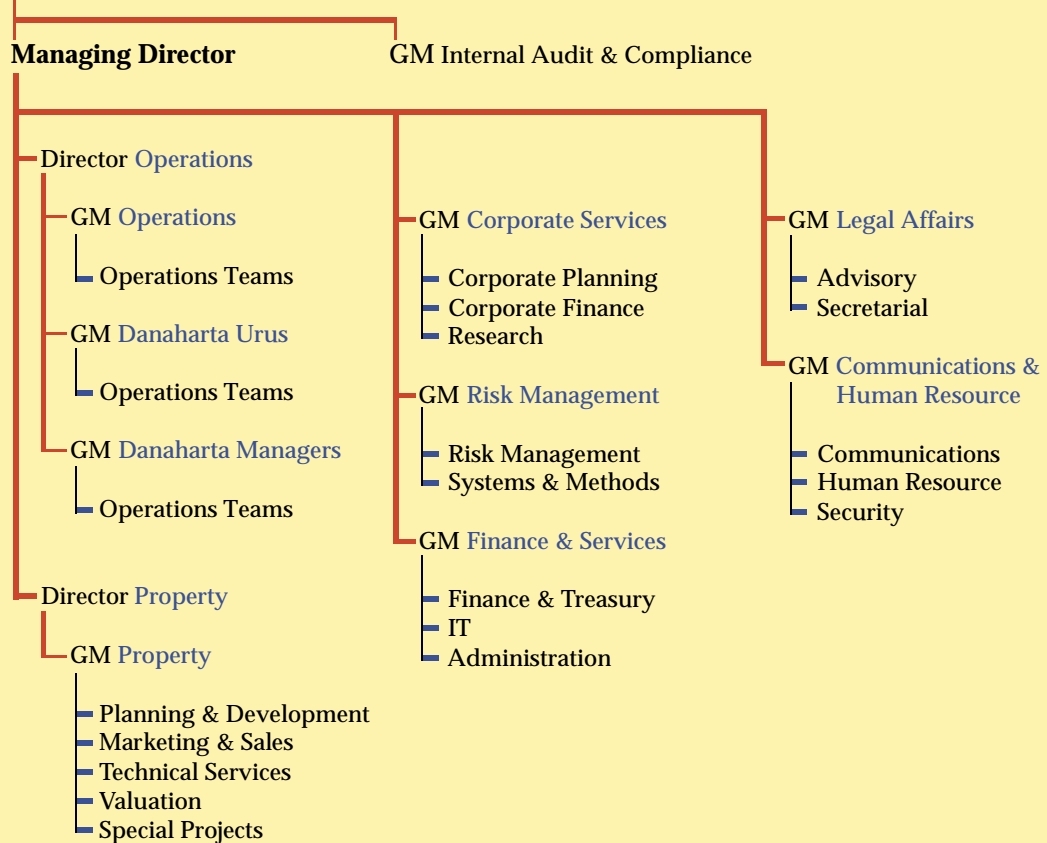 Managing Director
GM Internal Audit & Compliance
Director Operations
GM Operations
Operations Teams
GM Danaharta Urus
Operations Teams
GM Danaharta Managers
Operations Teams
Director Property
GM Property
Planning & Development
Marketing & Sales
Technical Services
Valuation
Special Projects
GM Corporate Services
Corporate Planning
Corporate Finance
Research
GM Risk Management
Risk Management
Systems & Methods
GM Finance & Services
Finance & Treasury
IT
Administration
GM Legal Affairs
Advisory
Secretarial
GM Communications &
Human Resource
Communications
Human Resource
Security